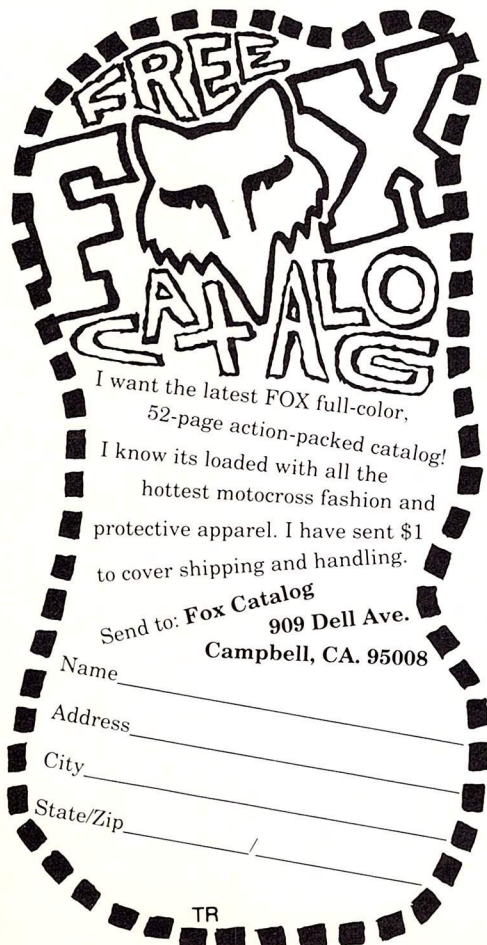 FREE
FOX
CATALOG
I want the latest FOX full-color,
52-page action-packed catalog!
I know its loaded with all the
hottest motocross fashion and
protective apparel. I have sent $1
to cover shipping and handling.
Send to: Fox Catalog
909 Dell Ave.
Campbell, CA. 95008
Name
Address
City
State/Zip /
TR